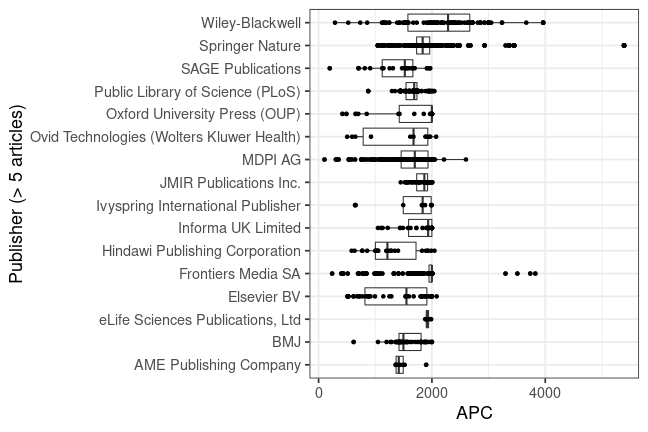 Publisher (> 5 articles)
Wiley-Blackwell
Springer Nature
SAGE Publications
Public Library of Science (PLoS)
Oxford University Press (OUP)
Ovid Technologies (Wolters Kluwer Health)
MDPI AG
JMIR Publications Inc.
Ivyspring International Publisher
Informa UK Limited
Hindawi Publishing Corporation
Frontiers Media SA
Elsevier BV
eLife Sciences Publications, Ltd
BMJ
AME Publishing Company
0 2000 4000
APC